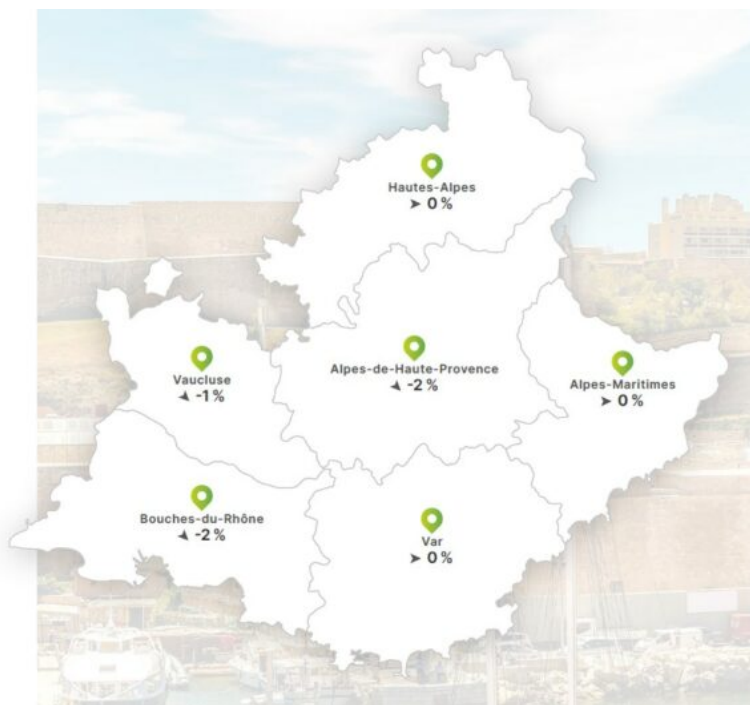 Hautes-Alpes
➤ 0 %
Alpes-de-Haute-Provence
-2 %
Vaucluse
-1 %
Alpes-Maritimes
➤ 0 %
Bouches-du-Rhône
-2 %
Var
➤ 0 %